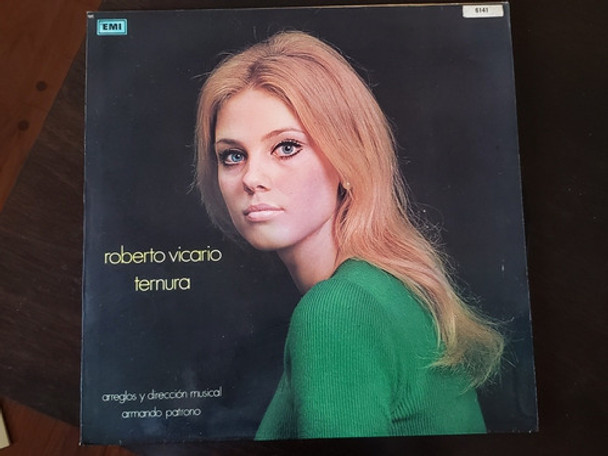 EMI
6141
roberto vicario
ternura
arreglos y dirección musical
armando patrono